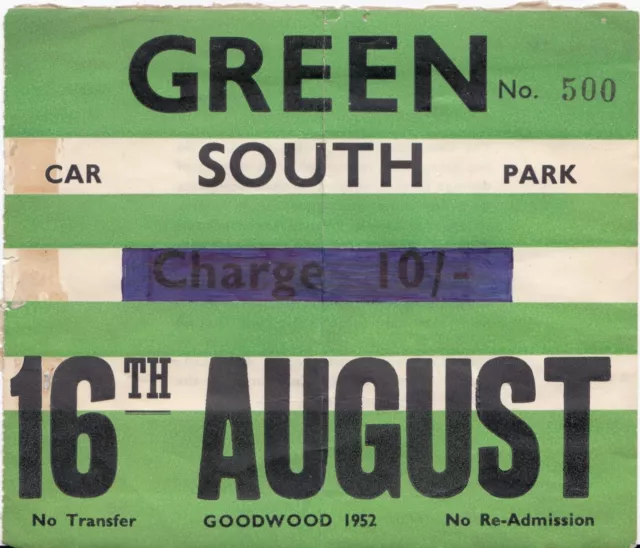 GREEN No. 500
CAR SOUTH PARK
Charge 10/-
16TH AUGUST
No Transfer GOODWOOD 1952 No Re-Admission